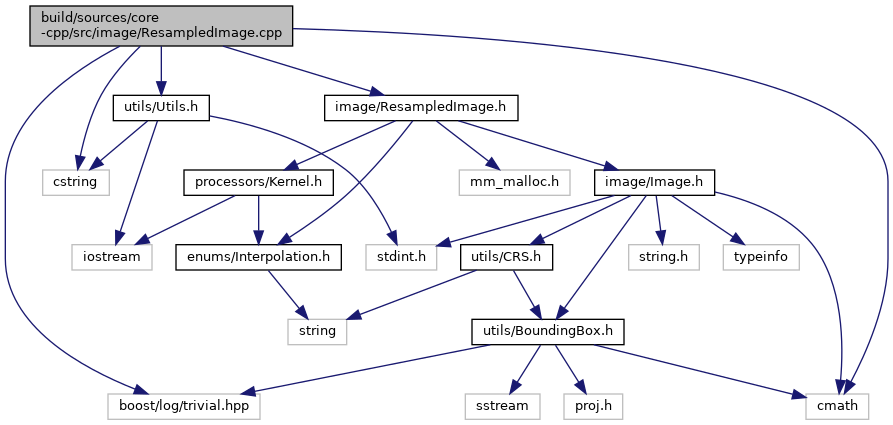 build/sources/core
-cpp/src/image/ResampledImage.cpp
utils/Utils.h
image/ResampledImage.h
cstring
processors/Kernel.h
mm_malloc.h
image/Image.h
iostream
enums/Interpolation.h
stdint.h
utils/CRS.h
string.h
typeinfo
string
utils/BoundingBox.h
boost/log/trivial.hpp
sstream
proj.h
cmath